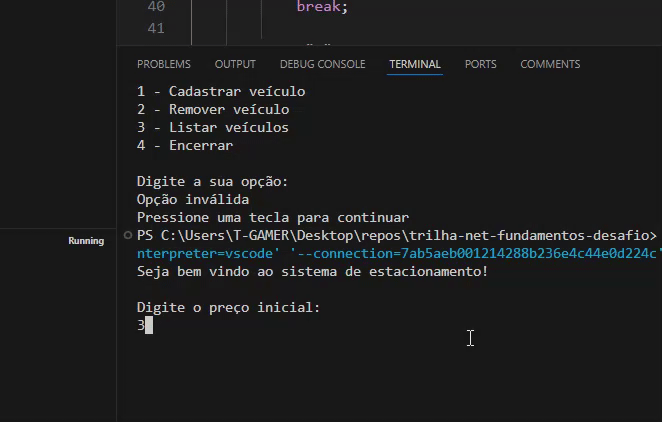 40 break;
41
PROBLEMS OUTPUT DEBUG CONSOLE TERMINAL PORTS COMMENTS
1 - Cadastrar veículo
2 - Remover veículo
3 - Listar veículos
4 - Encerrar
Digite a sua opção:
Opção inválida
Pressione uma tecla para continuar
PS C:\Users\T-GAMER\Desktop\repos\trilha-net-fundamentos-desafio>
Running
nterpreter=vscode' '--connection=7ab5aeb001214288b236e4c44e0d224c'
Seja bem vindo ao sistema de estacionamento!
Digite o preço inicial:
3